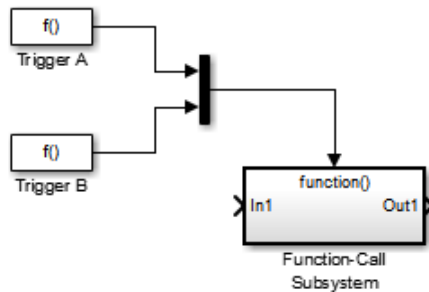 f()
Trigger A
f()
Trigger B
function()
In1
Out1
Function-Call
Subsystem